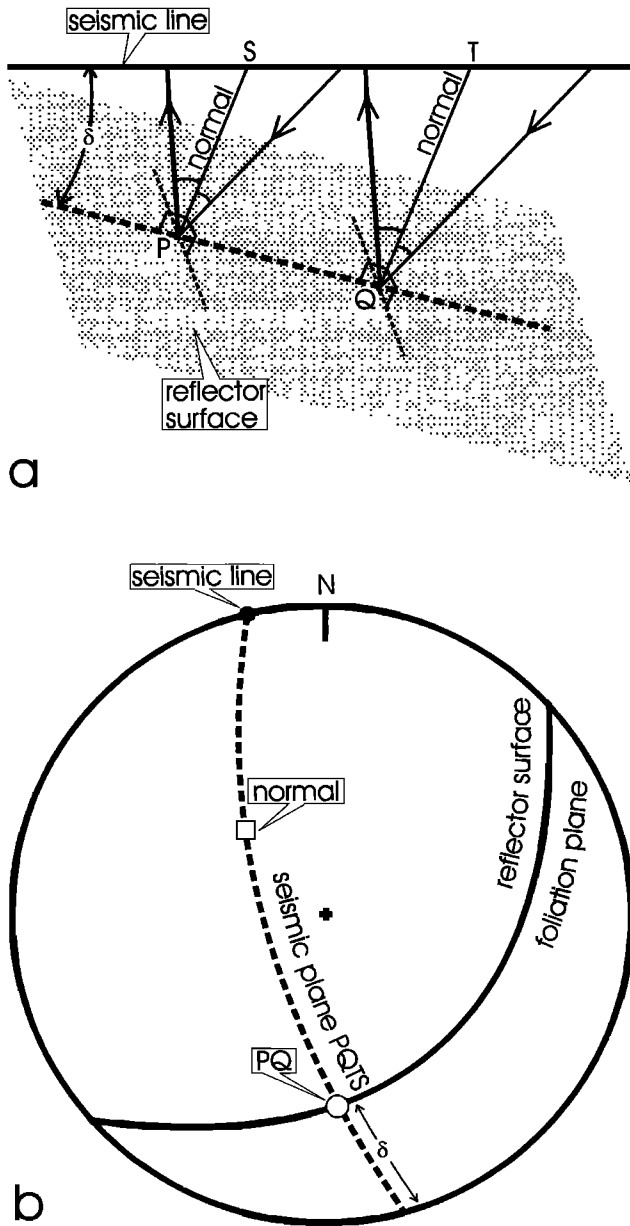 seismic line
S
T
δ
normal
normal
P
Q
reflector
surface
a
N
seismic line
reflector surface
foliation plane
normal
seismic plane PQTS
PQ
δ
b